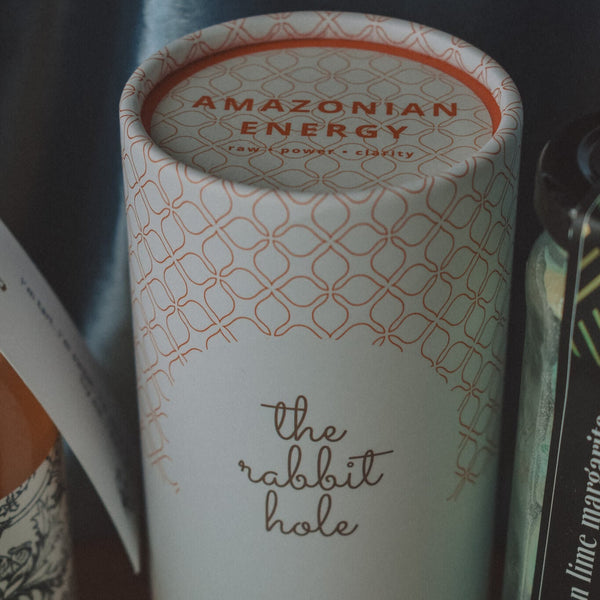 AMAZONIAN
ENERGY
raw • power • clarity
the
rabbit
hole
lime margarita